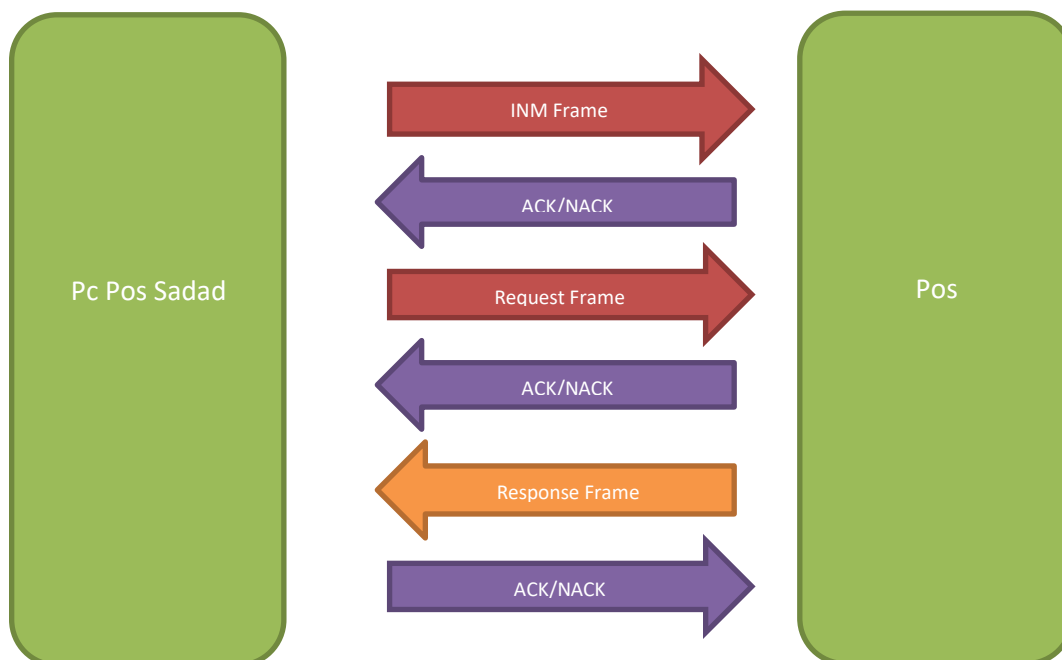 INM Frame
ACK/NACK
Pc Pos Sadad
Request Frame
Pos
ACK/NACK
Response Frame
ACK/NACK